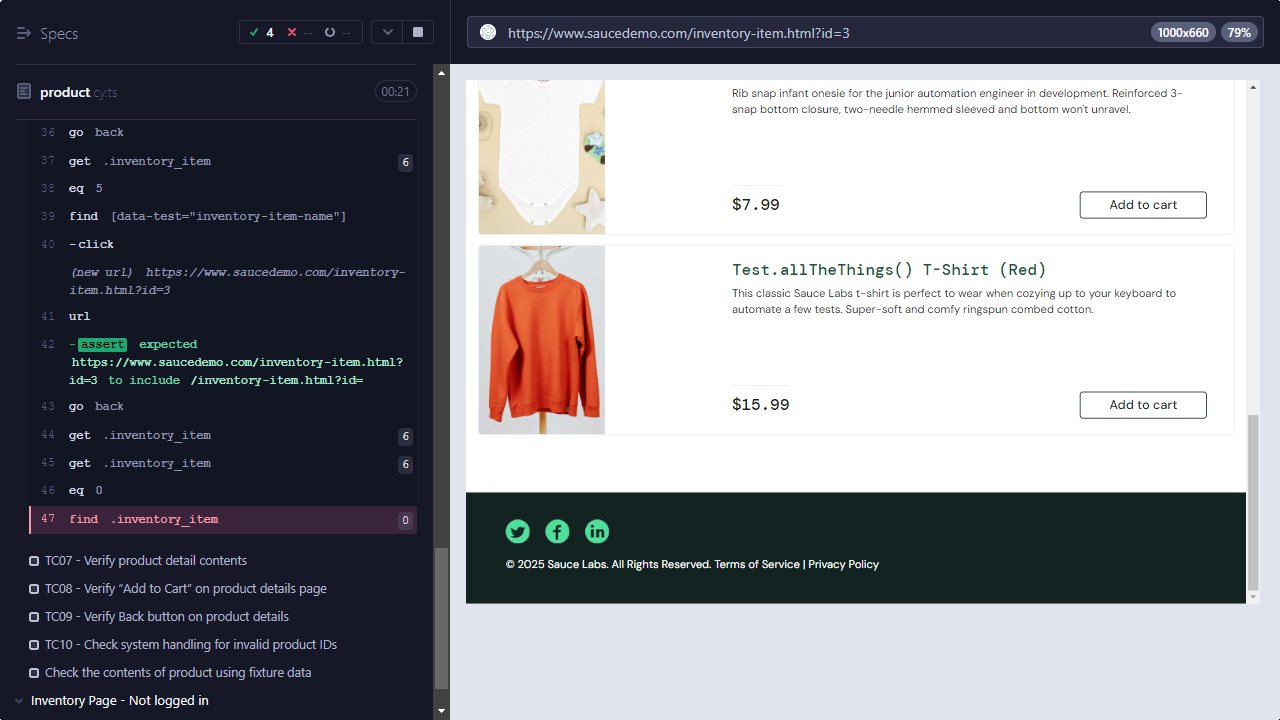 Specs
4
--
--
https://www.saucedemo.com/inventory-item.html?id=3
1000x660
79%
product.cy.ts
00:21
36 go back
37 get .inventory_item 6
38 eq 5
39 find [data-test="inventory-item-name"]
40 -click
(new url) https://www.saucedemo.com/inventory-
item.html?id=3
41 url
42 -assert expected
https://www.saucedemo.com/inventory-item.html?
id=3 to include /inventory-item.html?id=
43 go back
44 get .inventory_item 6
45 get .inventory_item 6
46 eq 0
47 find .inventory_item 0
TC07 - Verify product detail contents
TC08 - Verify “Add to Cart” on product details page
TC09 - Verify Back button on product details
TC10 - Check system handling for invalid product IDs
Check the contents of product using fixture data
Inventory Page - Not logged in
Rib snap infant onesie for the junior automation engineer in development. Reinforced 3-
snap bottom closure, two-needle hemmed sleeved and bottom won't unravel.
$7.99
Add to cart
Test.allTheThings() T-Shirt (Red)
This classic Sauce Labs t-shirt is perfect to wear when cozying up to your keyboard to
automate a few tests. Super-soft and comfy ringspun combed cotton.
$15.99
Add to cart
© 2025 Sauce Labs. All Rights Reserved. Terms of Service | Privacy Policy